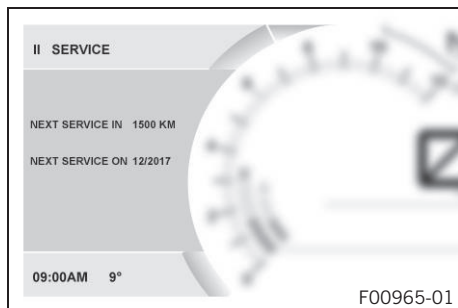 II SERVICE
NEXT SERVICE IN 1500 KM
NEXT SERVICE ON 12/2017
09:00AM 9°
F00965-01